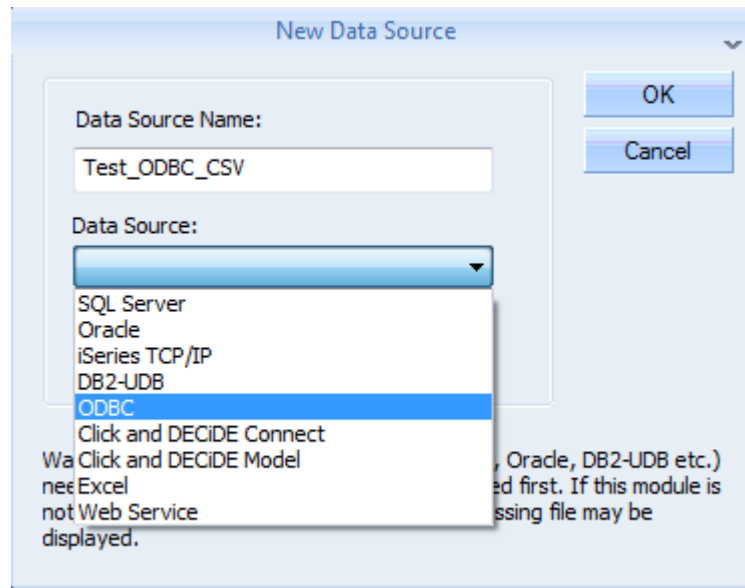 New Data Source
OK
Data Source Name:
Cancel
Test_ODBC_CSV
Data Source:
SQL Server
Oracle
iSeries TCP/IP
DB2-UDB
ODBC
Click and DECiDE Connect
Wa Click and DECiDE Model , Oracle, DB2-UDB etc.)
nee Excel ed first. If this module is
not Web Service ssing file may be
displayed.